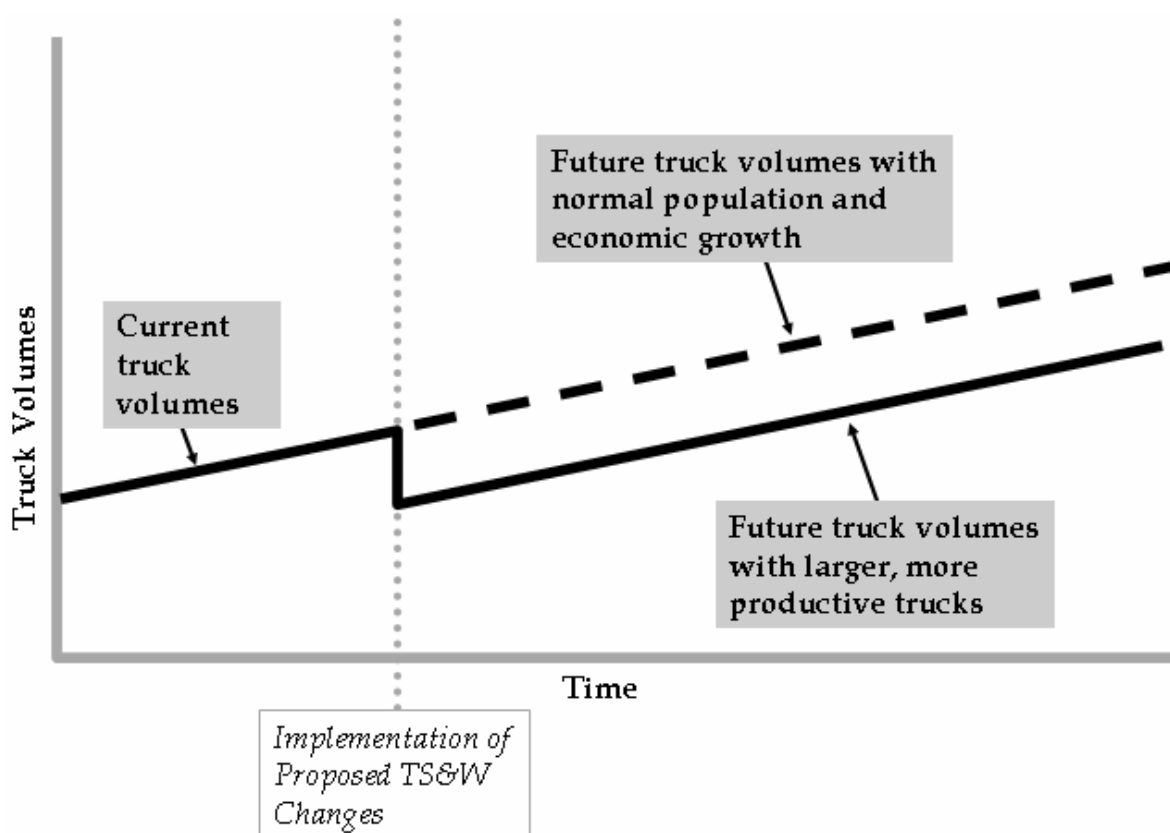 Future truck volumes with
normal population and
economic growth
Current
truck
volumes
Truck Volumes
Future truck volumes
with larger, more
productive trucks
Time
Implementation of
Proposed TS&W
Changes